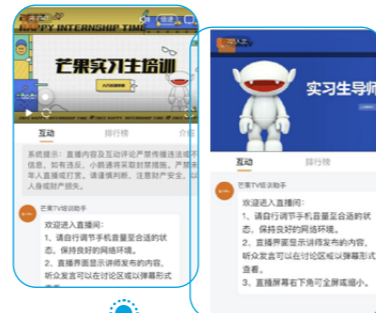 HAPPY INTERNSHIP TIME
芒果实习生培训
互动
排行榜
介绍
系统提示：直播内容及互动评论严禁传播违法或不
信息，如有违反，小鹅通将采取封禁措施。严禁未
年人直播或打赏，请谨慎判断，注意财产安全，以
人身或财产损失。
芒果TV培训助手
欢迎进入直播间：
1、请自行调节手机音量至合适的状
态，保持良好的网络环境。
2、直播界面显示讲师发布的内容，
听众发言可以在讨论区或以弹幕形式
查看。
实习生导师
互动
排行榜
芒果TV培训助手
欢迎进入直播间：
1、请自行调节手机音量至合适的状
态，保持良好的网络环境。
2、直播界面显示讲师发布的内容，
听众发言可以在讨论区或以弹幕形式
查看。
3、直播屏幕右下角可全屏或缩小。